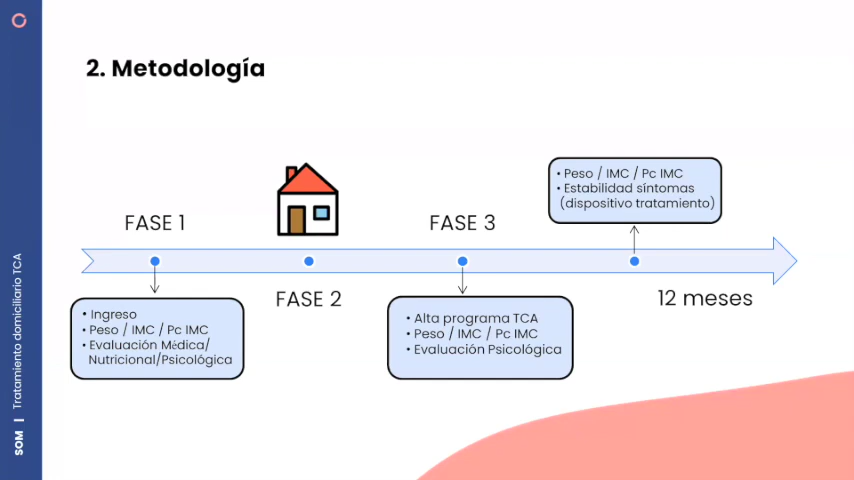 2. Metodología
FASE 1
• Ingreso
• Peso / IMC / Pc IMC
• Evaluación Médica/
Nutricional/Psicológica
FASE 2
FASE 3
• Alta programa TCA
• Peso / IMC / Pc IMC
• Evaluación Psicológica
• Peso / IMC / Pc IMC
• Estabilidad síntomas
(dispositivo tratamiento)
12 meses
SOM | Tratamiento domiciliario TCA